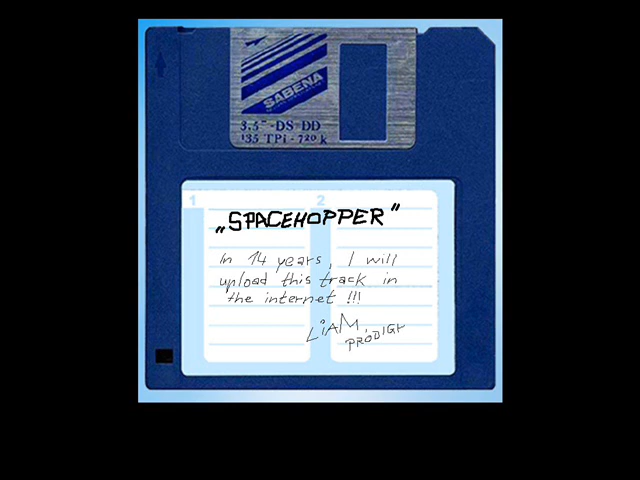 SABENA
3.5" -DS-DD
135 TPi - 720 k
1 2
„SPACEHOPPER"
In 14 years, I will
upload this track in
the internet !!!
LiAM,
PRODIGY